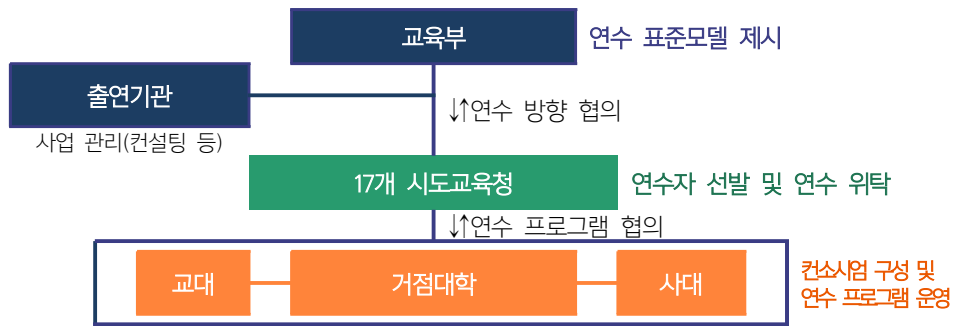 교육부
연수 표준모델 제시
출연기관
사업 관리(컨설팅 등)
↓↑연수 방향 협의
17개 시도교육청
연수자 선발 및 연수 위탁
↓↑연수 프로그램 협의
교대
거점대학
사대
컨소시엄 구성 및
연수 프로그램 운영